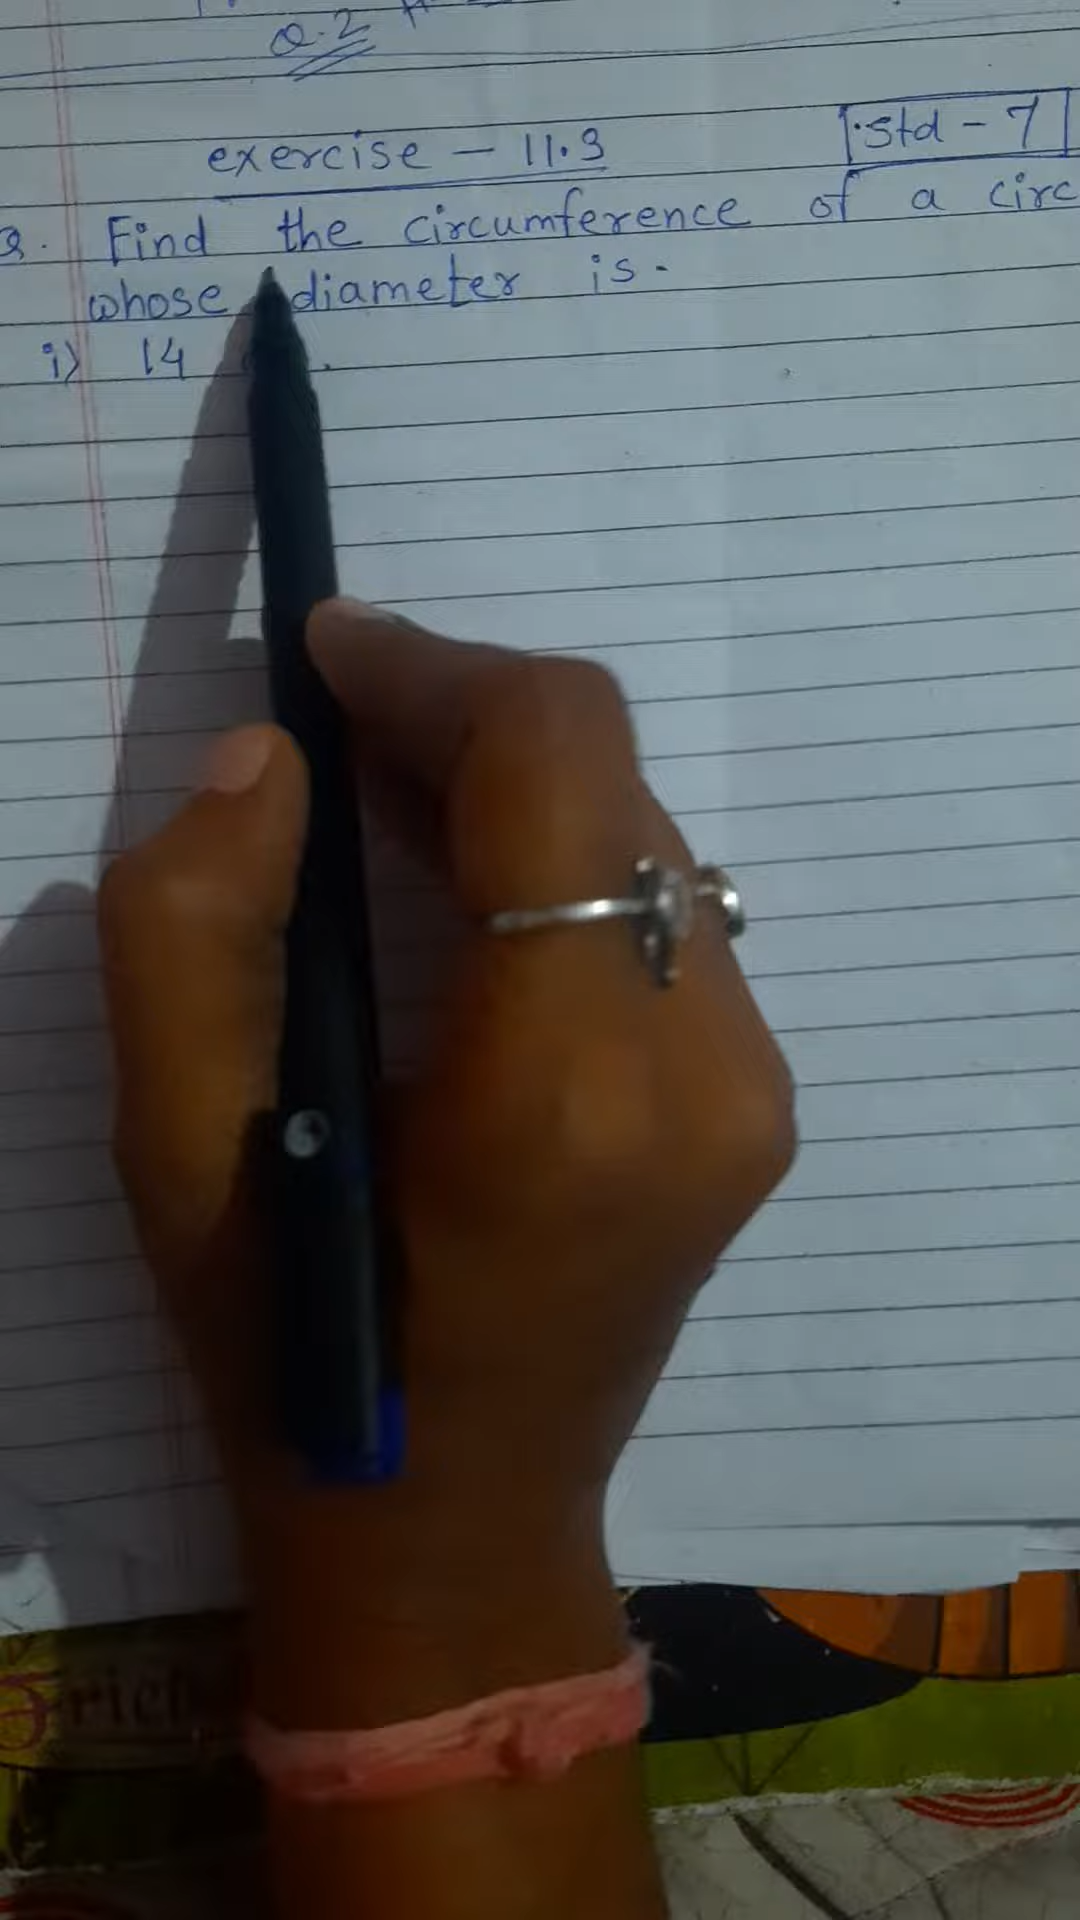 Q.2
exercise - 11.3
[.Std - 7]
Q. Find the circumference of a circ
whose diameter is.
i) 14